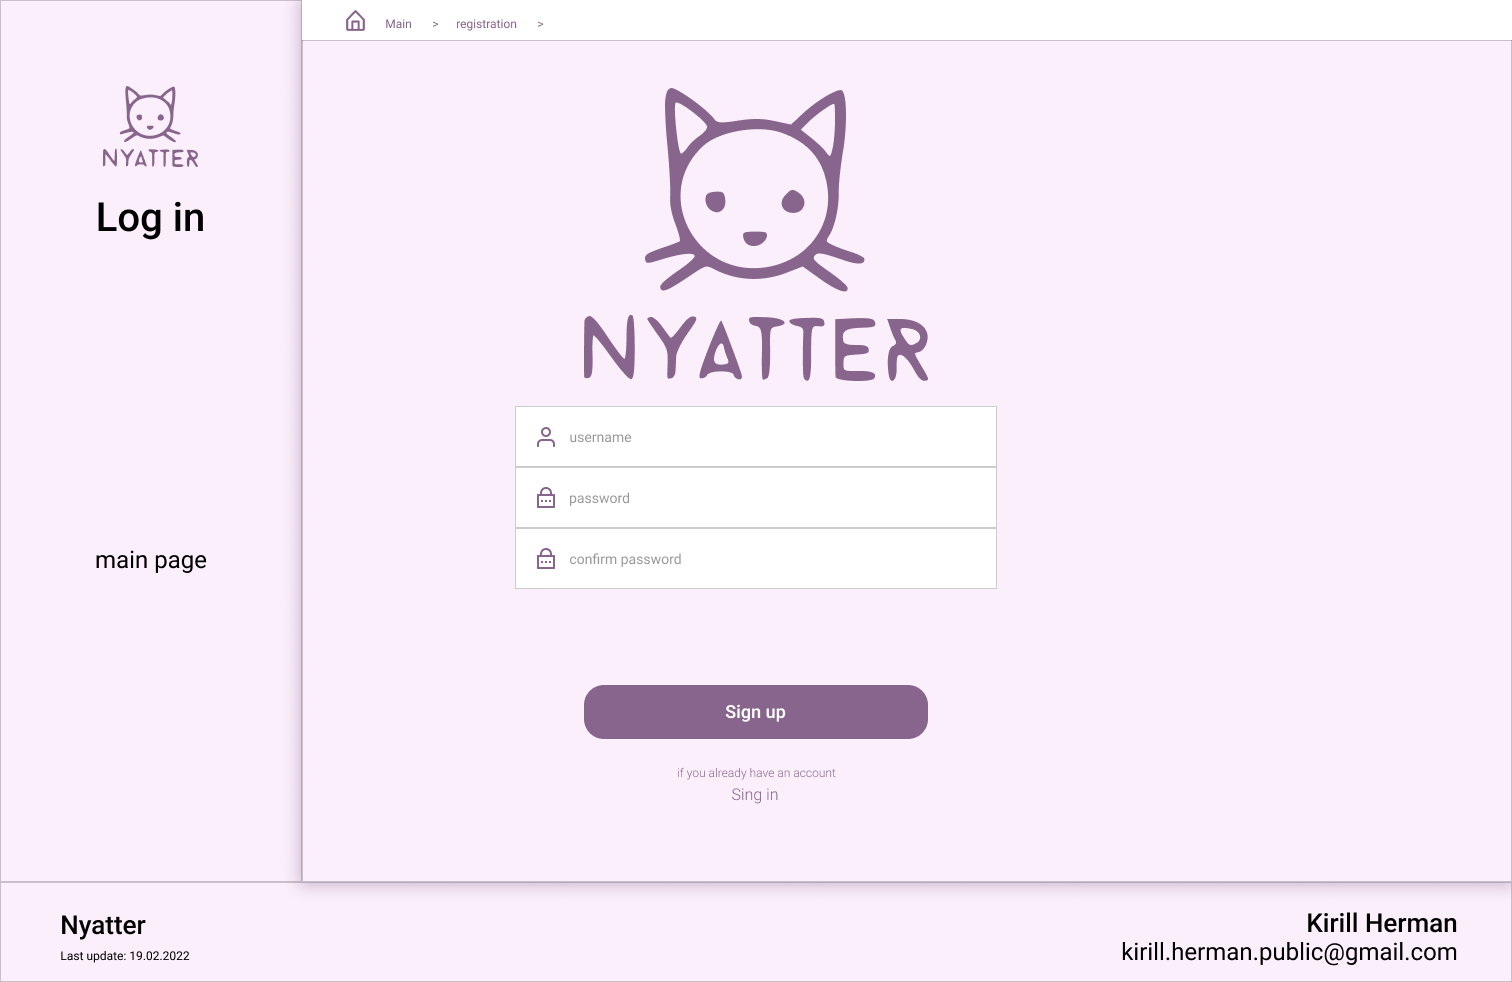 NYATTER
Log in
main page
Main > registration >
NYATTER
username
password
confirm password
Sign up
if you already have an account
Sing in
Nyatter
Last update: 19.02.2022
Kirill Herman
kirill.herman.public@gmail.com